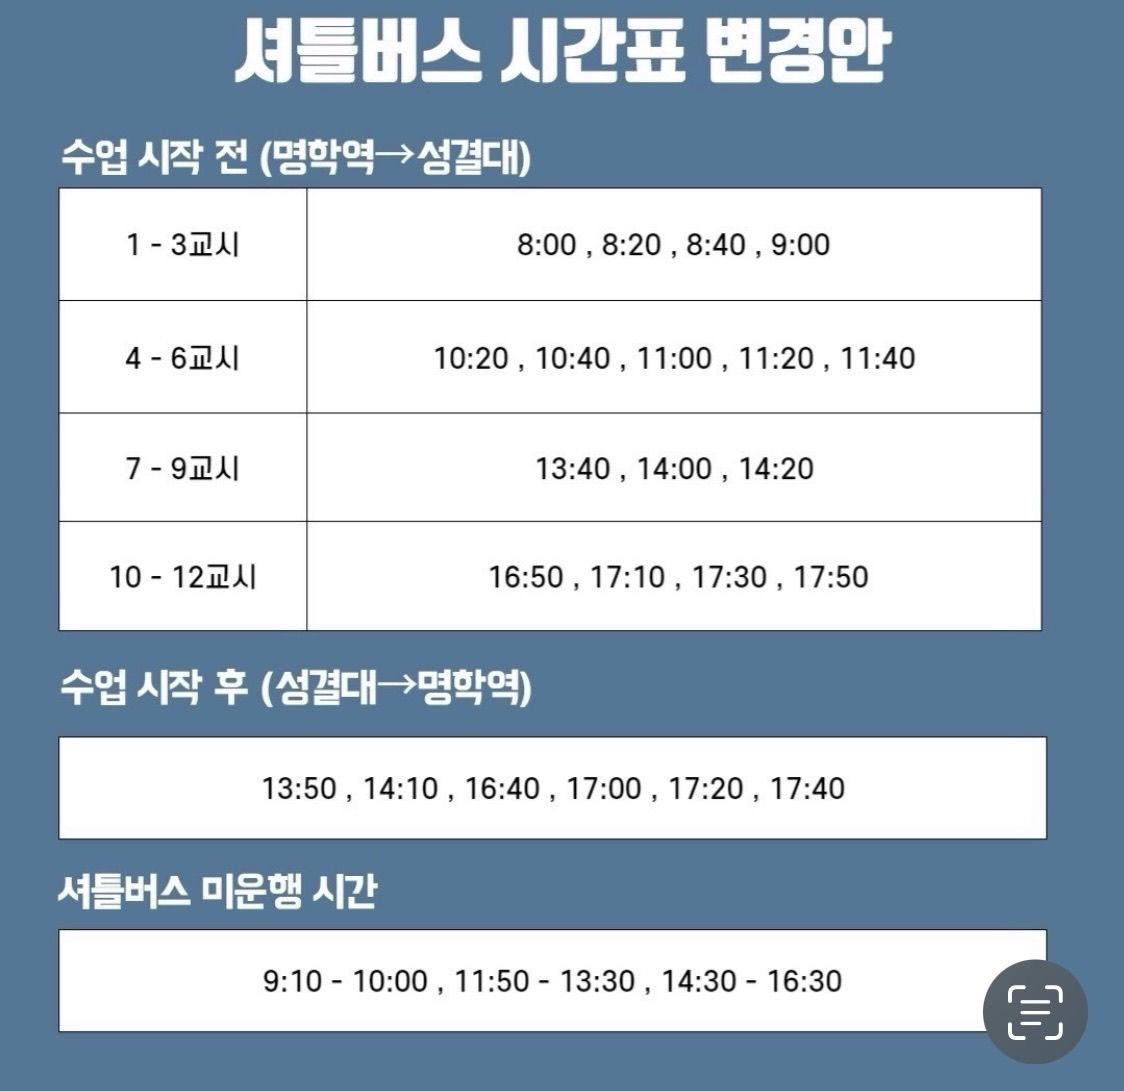 셔틀버스 시간표 변경안
수업 시작 전 (명학역→성결대)
1 - 3교시 8:00 , 8:20 , 8:40 , 9:00
4 - 6교시 10:20 , 10:40 , 11:00 , 11:20 , 11:40
7 - 9교시 13:40 , 14:00 , 14:20
10 - 12교시 16:50 , 17:10 , 17:30 , 17:50
수업 시작 후 (성결대→명학역)
13:50 , 14:10 , 16:40 , 17:00 , 17:20 , 17:40
셔틀버스 미운행 시간
9:10 - 10:00 , 11:50 - 13:30 , 14:30 - 16:30